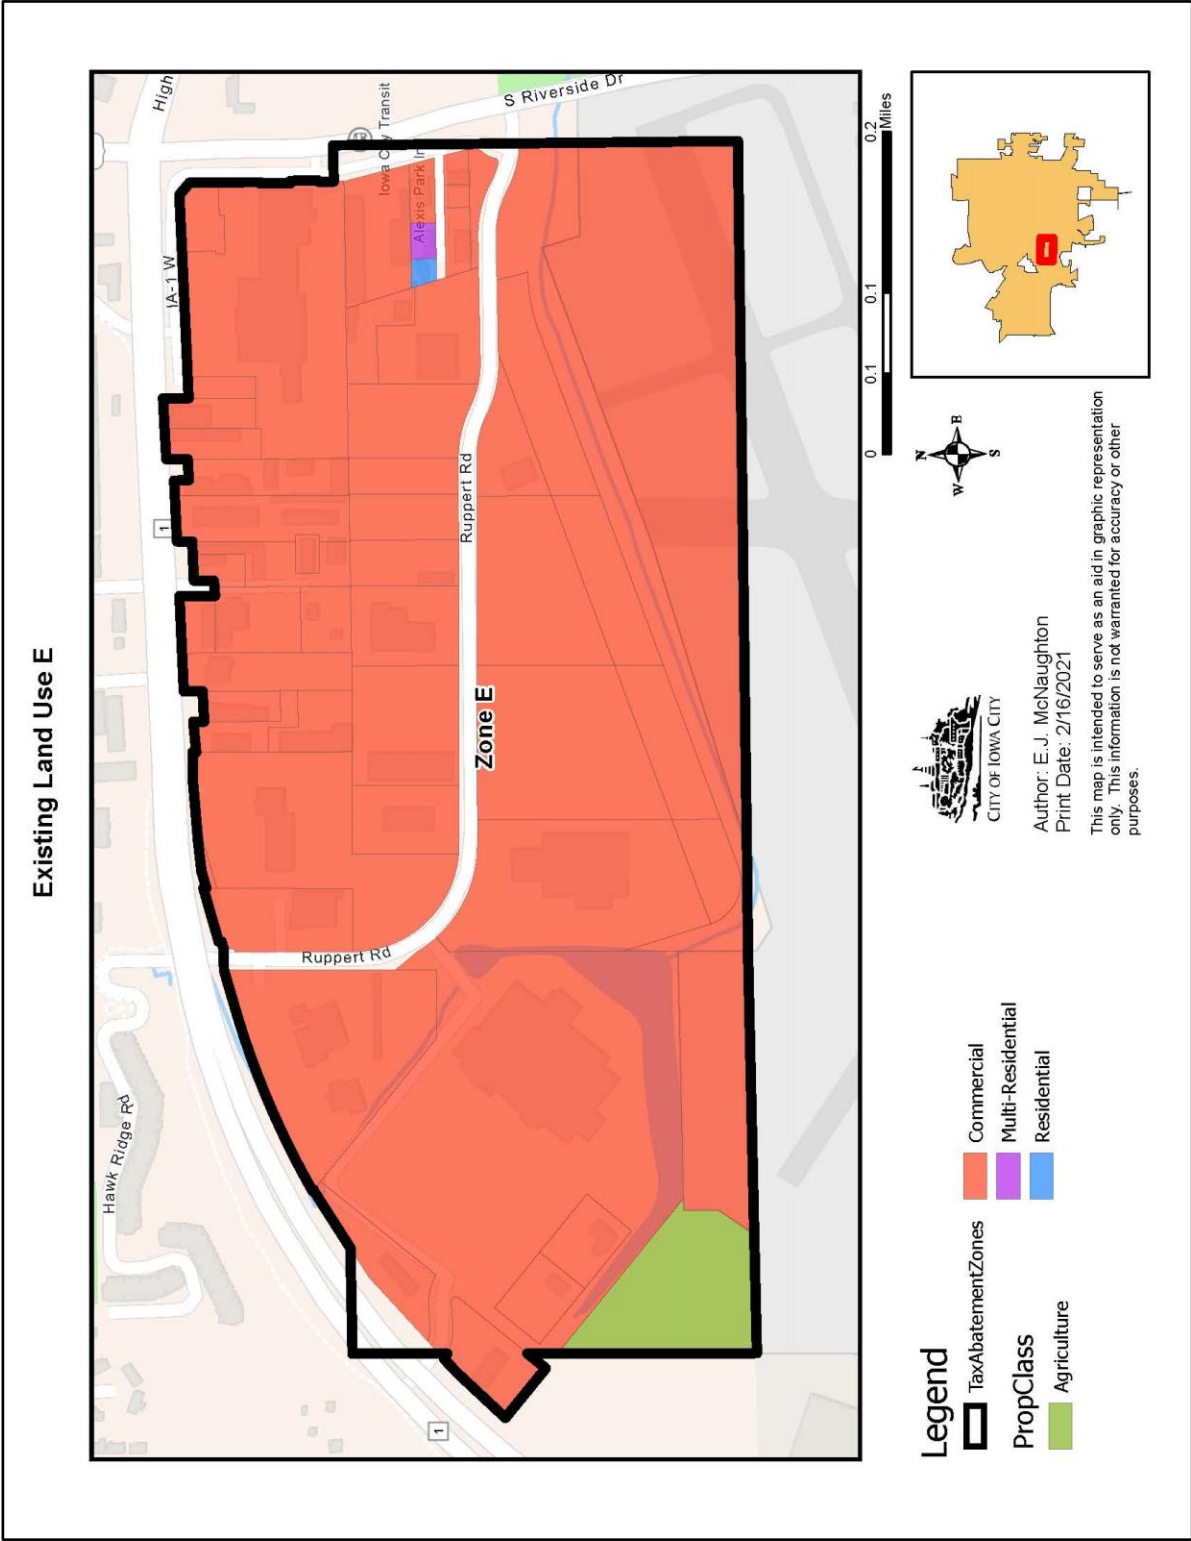 Existing Land Use E
High
IA-1 W
Iowa City Transit
Alexis Park In
S Riverside Dr
1
Ruppert Rd
Zone E
Ruppert Rd
Hawk Ridge Rd
1
Legend
TaxAbatementZones
PropClass
Agriculture
Commercial
Multi-Residential
Residential
CITY OF IOWA CITY
Author: E.J. McNaughton
Print Date: 2/16/2021
This map is intended to serve as an aid in graphic representation
only. This information is not warranted for accuracy or other
purposes.
N
W
E
S
0 0.1 0.1 0.2
Miles